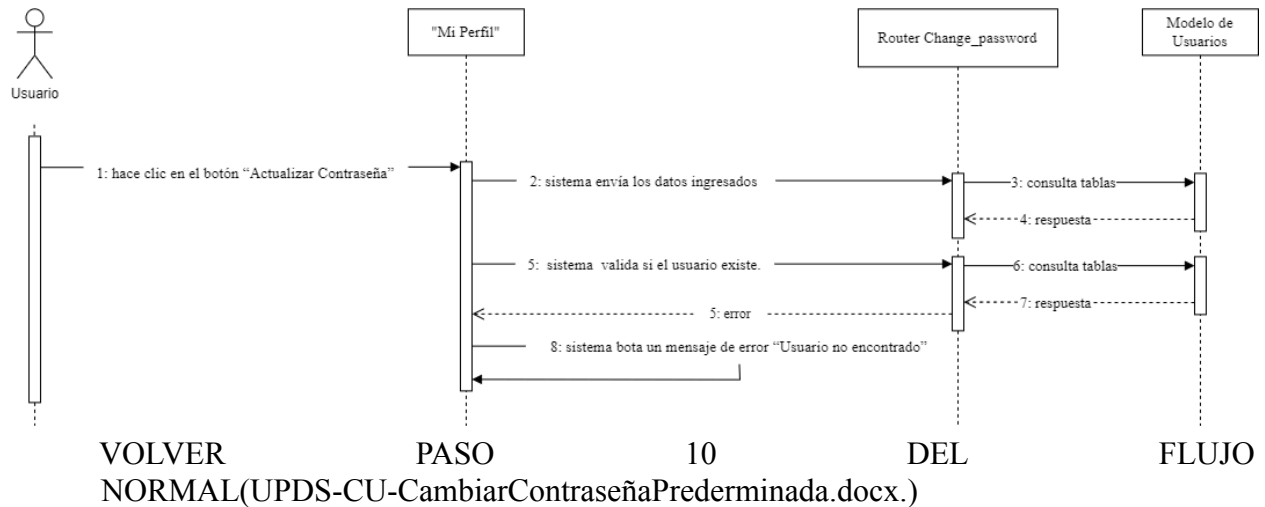 Usuario
"Mi Perfil"
Router Change_password
Modelo de
Usuarios
1: hace clic en el botón “Actualizar Contraseña”
2: sistema envía los datos ingresados
3: consulta tablas
4: respuesta
5: sistema valida si el usuario existe.
6: consulta tablas
7: respuesta
5: error
8: sistema bota un mensaje de error “Usuario no encontrado”
VOLVER PASO 10 DEL FLUJO
NORMAL(UPDS-CU-CambiarContraseñaPrederminada.docx.)